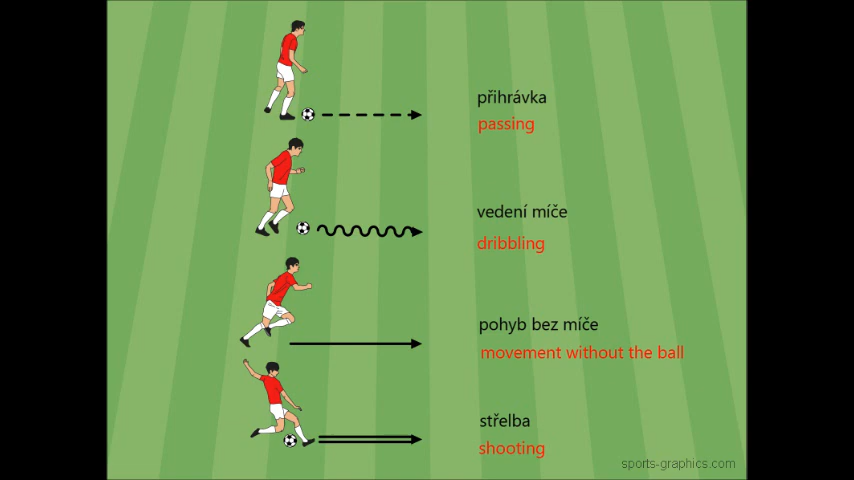 přihrávka
passing
vedení míče
dribbling
pohyb bez míče
movement without the ball
střelba
shooting
sports-graphics.com